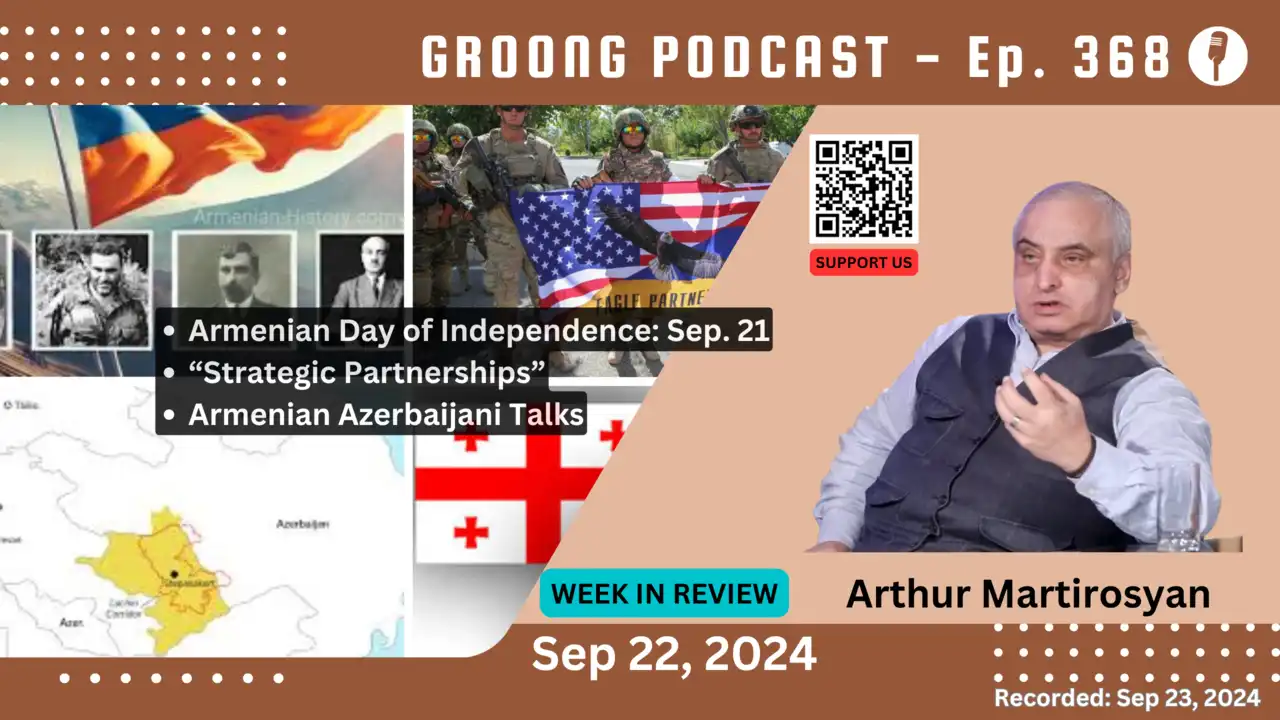 GROONG PODCAST – Ep. 368
Armenian-History.com
EAGLE PARTNE
SUPPORT US
• Armenian Day of Independence: Sep. 21
• “Strategic Partnerships”
• Armenian Azerbaijani Talks
Azerbaijan
Stepanakert
Lachin
Corridor
Azer.
WEEK IN REVIEW
Arthur Martirosyan
Sep 22, 2024
Recorded: Sep 23, 2024